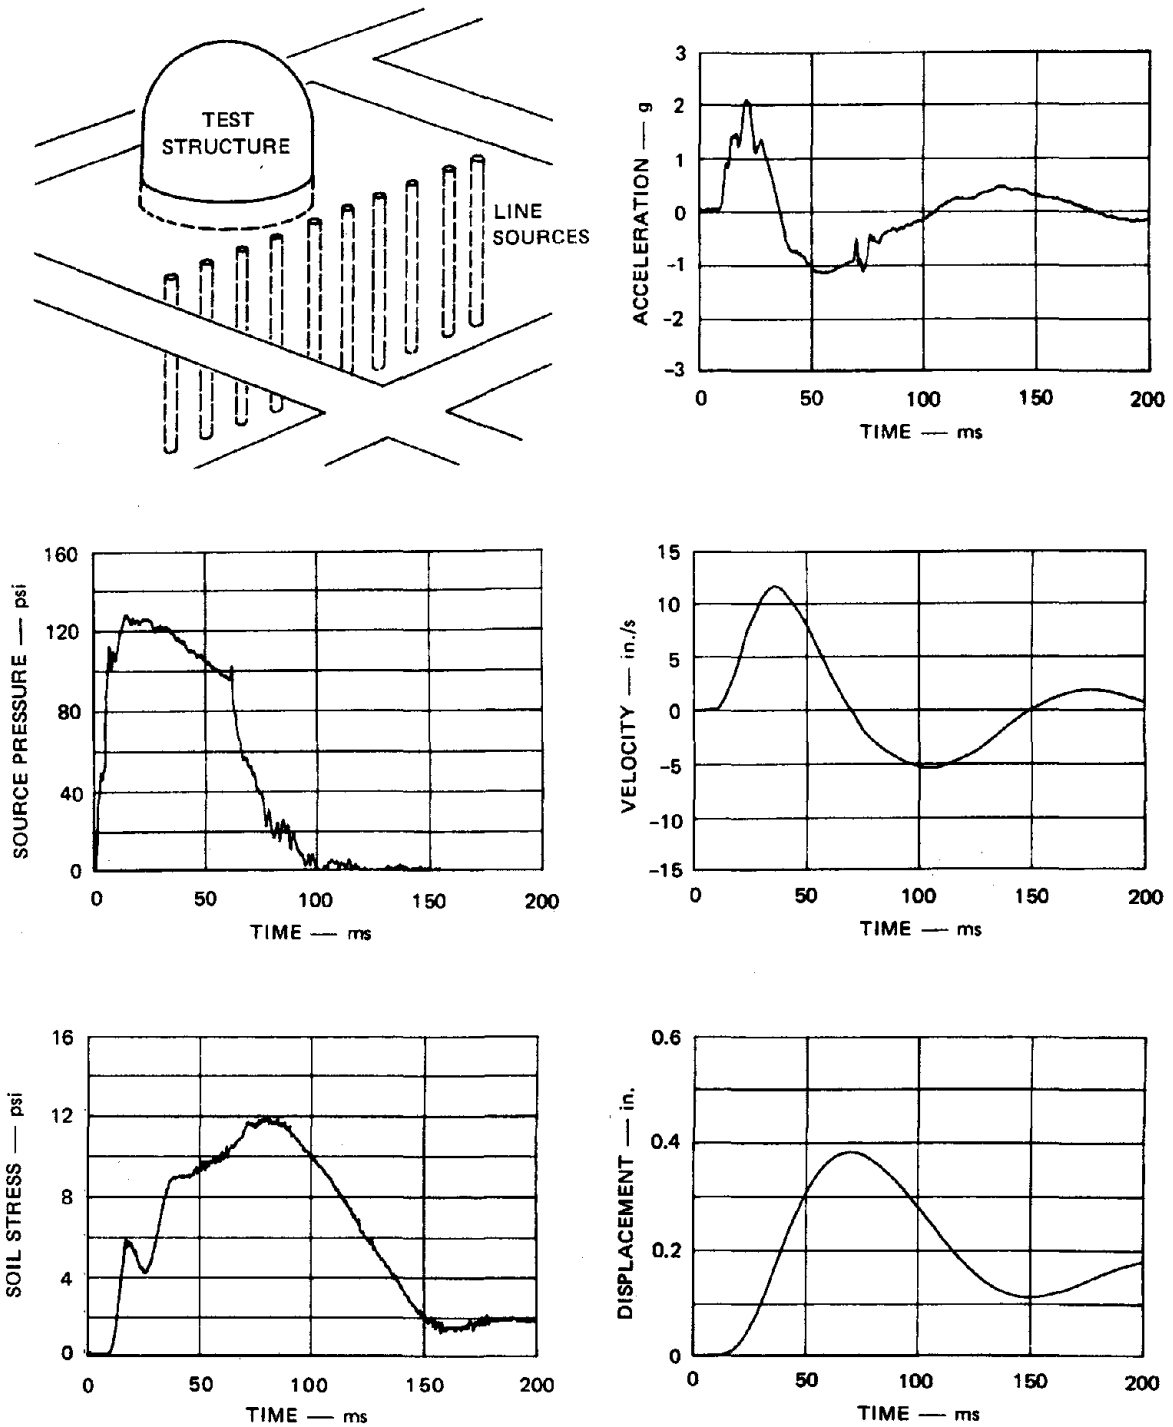 TEST
STRUCTURE
LINE
SOURCES
3
2
1
0
-1
-2
-3
ACCELERATION — g
0 50 100 150 200
TIME — ms
160
120
80
40
0
SOURCE PRESSURE — psi
0 50 100 150 200
TIME — ms
15
10
5
0
-5
-10
-15
VELOCITY — in./s
0 50 100 150 200
TIME — ms
16
12
8
4
0
SOIL STRESS — psi
0 50 100 150 200
TIME — ms
0.6
0.4
0.2
0
DISPLACEMENT — in.
0 50 100 150 200
TIME — ms